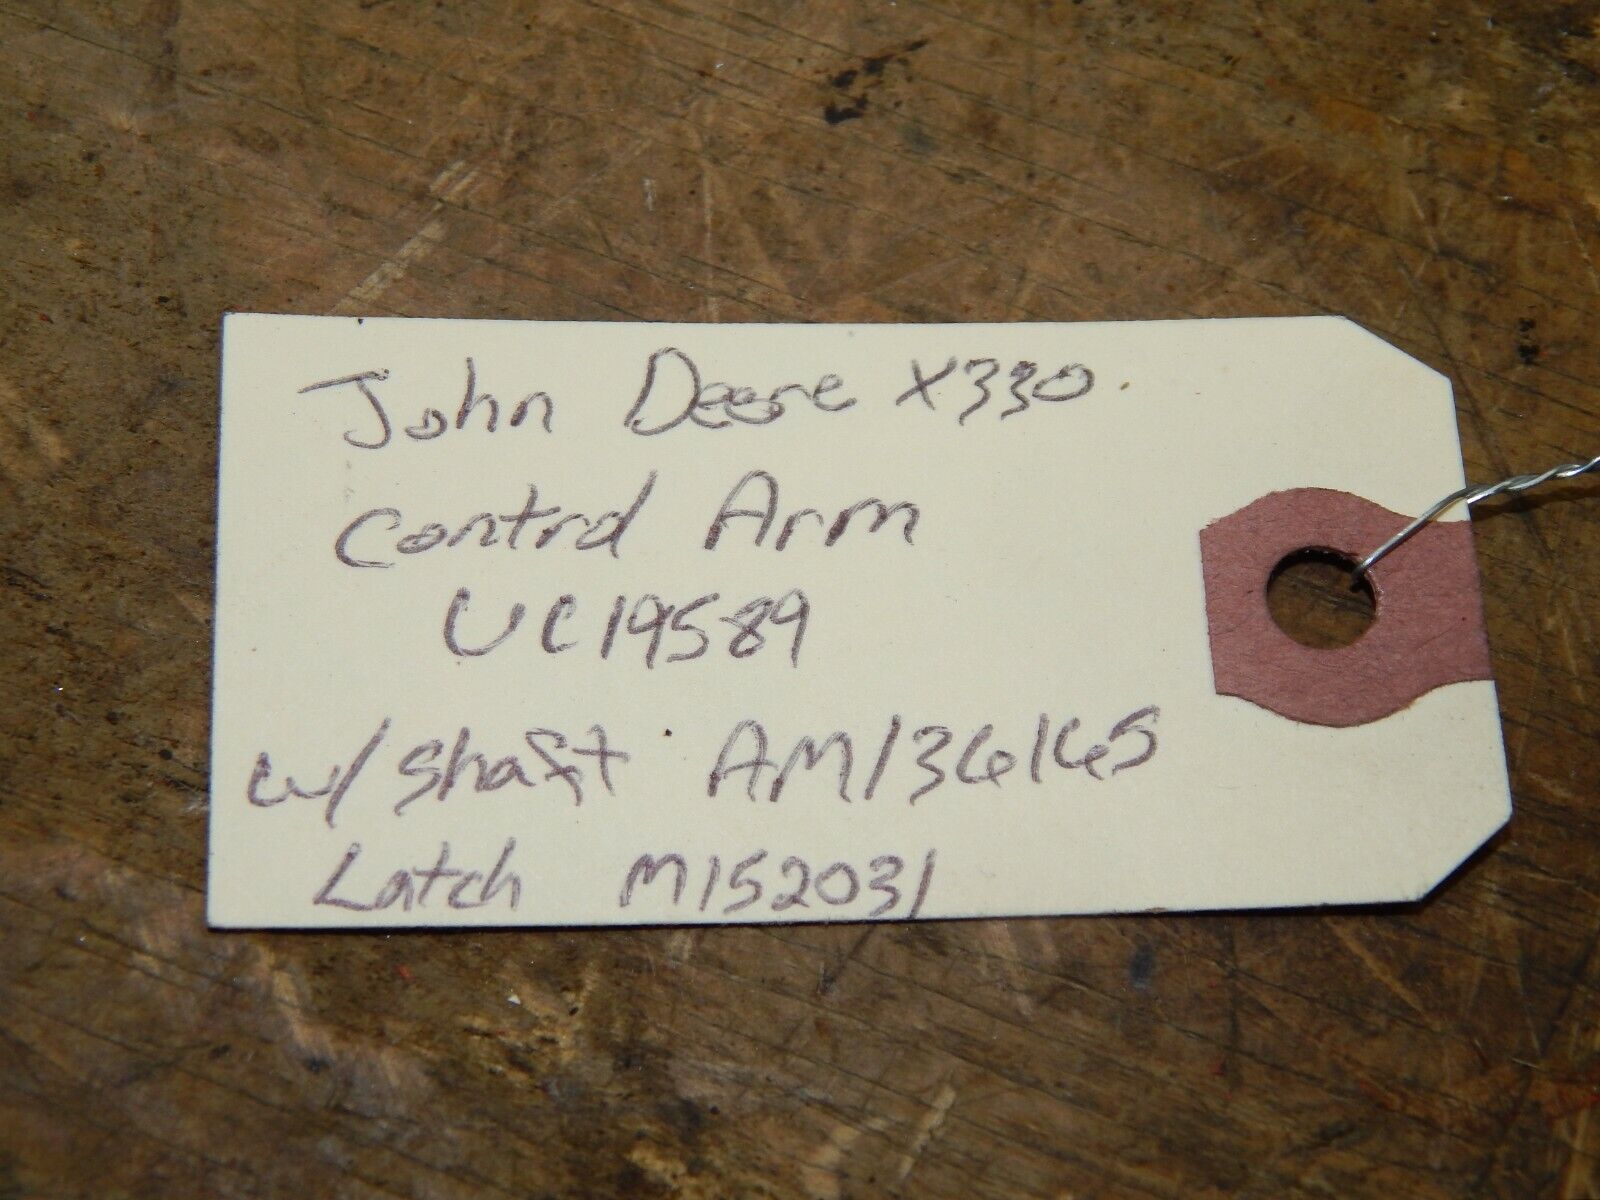 John Deere X330.
Control Arm
UC19589
w/ shaft AM136165
Latch M152031